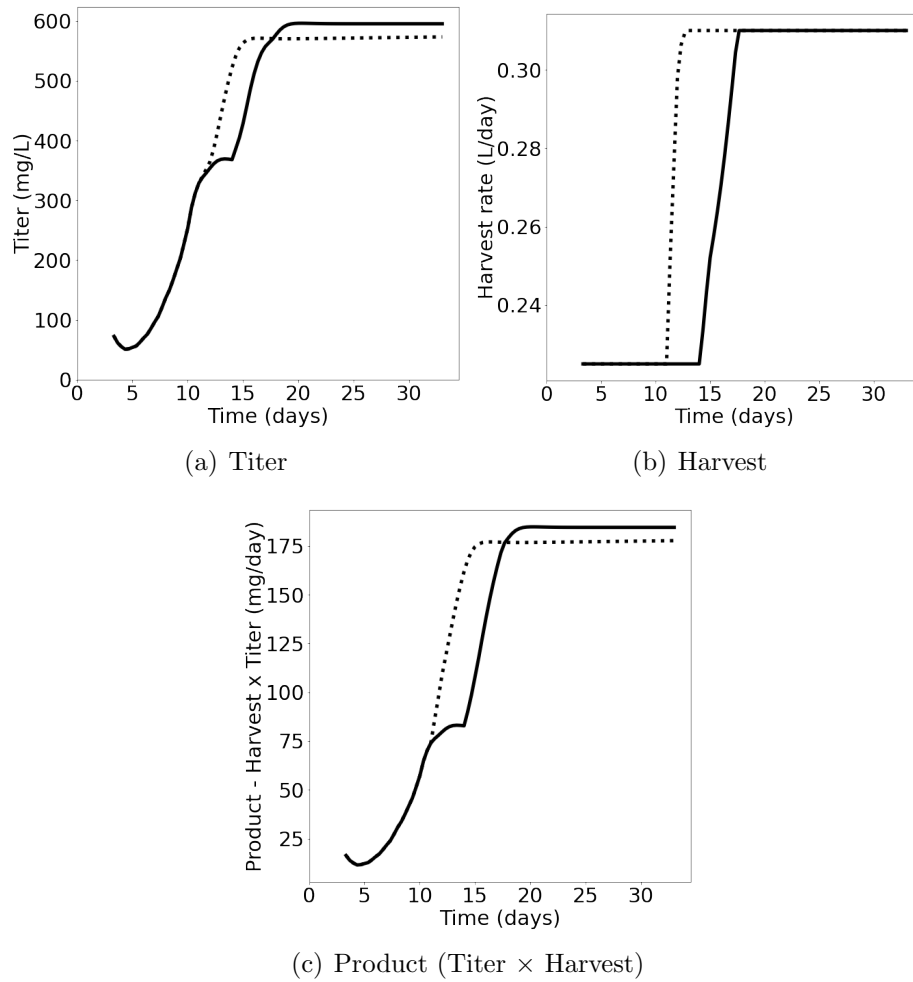 600
500
400
300
200
100
0
0 5 10 15 20 25 30
Titer (mg/L)
Time (days)
(a) Titer
0.30
0.28
0.26
0.24
0 5 10 15 20 25 30
Harvest rate (L/day)
Time (days)
(b) Harvest
175
150
125
100
75
50
25
0 5 10 15 20 25 30
Product - Harvest x Titer (mg/day)
Time (days)
(c) Product (Titer × Harvest)